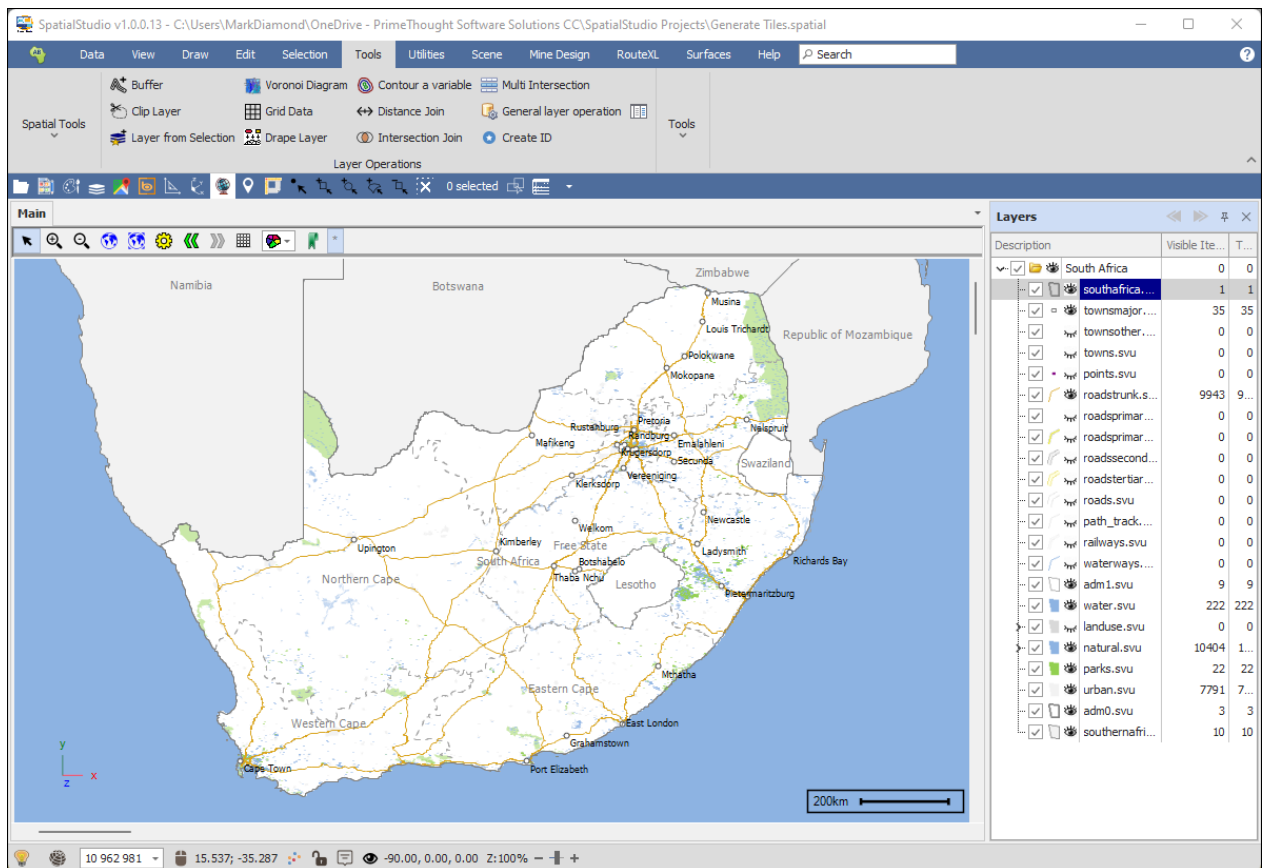 SpatialStudio v1.0.0.13 - C:\Users\MarkDiamond\OneDrive - PrimeThought Software Solutions CC\SpatialStudio Projects\Generate Tiles.spatial
Data View Draw Edit Selection Tools Utilities Scene Mine Design RouteXL Surfaces Help Search
Buffer Voronoi Diagram Contour a variable Multi Intersection
Clip Layer Grid Data Distance Join General layer operation
Spatial Tools Tools
Layer from Selection Drape Layer Intersection Join Create ID
Layer Operations
0 selected
Main
Layers
Description Visible Ite... T...
South Africa 0 0
southafrica.... 1 1
townsmajor.... 35 35
townsother.... 0 0
towns.svu 0 0
points.svu 0 0
roadstrunk.s... 9943 9...
roadsprimar... 0 0
roadsprimar... 0 0
roadssecond... 0 0
roadstertiar... 0 0
roads.svu 0 0
path_track.... 0 0
railways.svu 0 0
waterways.... 0 0
adm1.svu 9 9
water.svu 222 222
landuse.svu 0 0
natural.svu 10404 1...
parks.svu 22 22
urban.svu 7791 7...
adm0.svu 3 3
southernafri... 10 10
Zimbabwe
Namibia
Botswana
Musina
Louis Trichardt
Republic of Mozambique
Polokwane
Mokopane
Pretoria
Rustenburg
Nelspruit
Randburg
Mafikeng
Emalahleni
Krugersdorp
Secunda
Swaziland
Vereeniging
Klerksdorp
Newcastle
Welkom
Kimberley
Free State
Upington
Ladysmith
South Africa
Botshabelo
Richards Bay
Thaba Nchu
Northern Cape
Lesotho
Pietermaritzburg
Mthatha
Eastern Cape
Western Cape
East London
Grahamstown
Cape Town
Port Elizabeth
y
x
z
200km
10 962 981 15.537; -35.287 -90.00, 0.00, 0.00 Z:100%